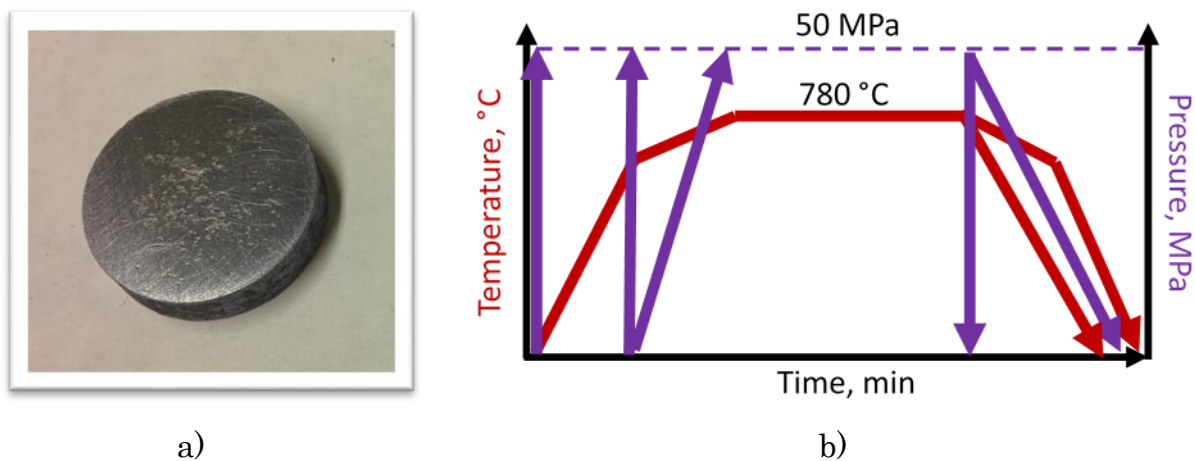 50 MPa
780 °C
Temperature, °C
Pressure, MPa
Time, min
a)
b)